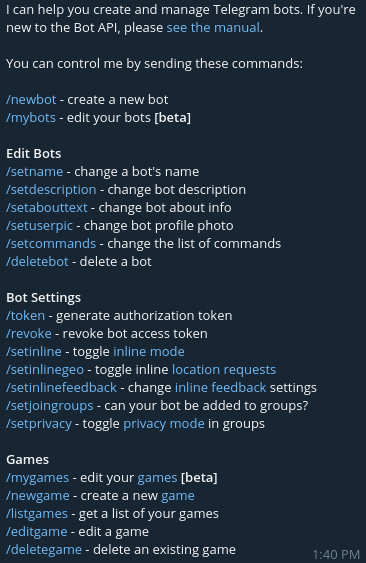 I can help you create and manage Telegram bots. If you're
new to the Bot API, please see the manual.
You can control me by sending these commands:
/newbot - create a new bot
/mybots - edit your bots [beta]
Edit Bots
/setname - change a bot's name
/setdescription - change bot description
/setabouttext - change bot about info
/setuserpic - change bot profile photo
/setcommands - change the list of commands
/deletebot - delete a bot
Bot Settings
/token - generate authorization token
/revoke - revoke bot access token
/setinline - toggle inline mode
/setinlinegeo - toggle inline location requests
/setinlinefeedback - change inline feedback settings
/setjoingroups - can your bot be added to groups?
/setprivacy - toggle privacy mode in groups
Games
/mygames - edit your games [beta]
/newgame - create a new game
/listgames - get a list of your games
/editgame - edit a game
/deletegame - delete an existing game
1:40 PM